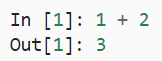 In [1]: 1 + 2
Out[1]: 3